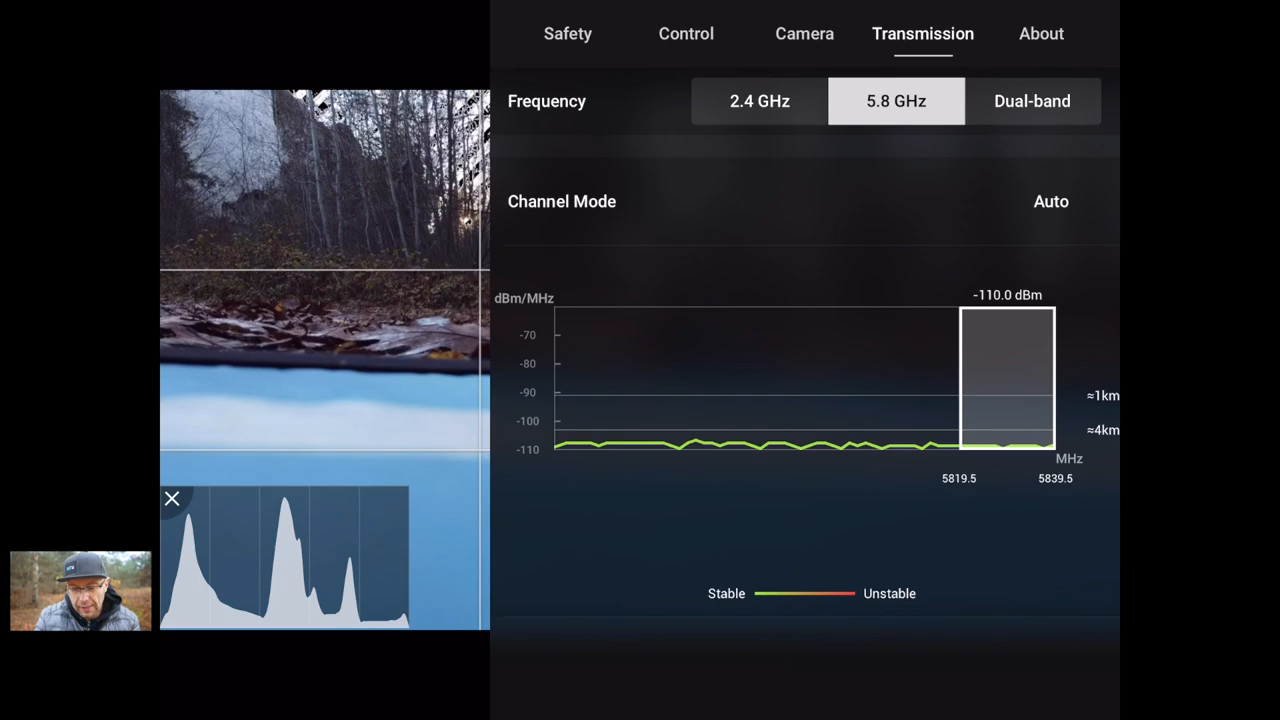 Safety Control Camera Transmission About
Frequency 2.4 GHz 5.8 GHz Dual-band
Channel Mode Auto
-110.0 dBm
dBm/MHz
-70
-80
-90
≈1km
-100
≈4km
-110
MHz
5819.5 5839.5
Stable Unstable